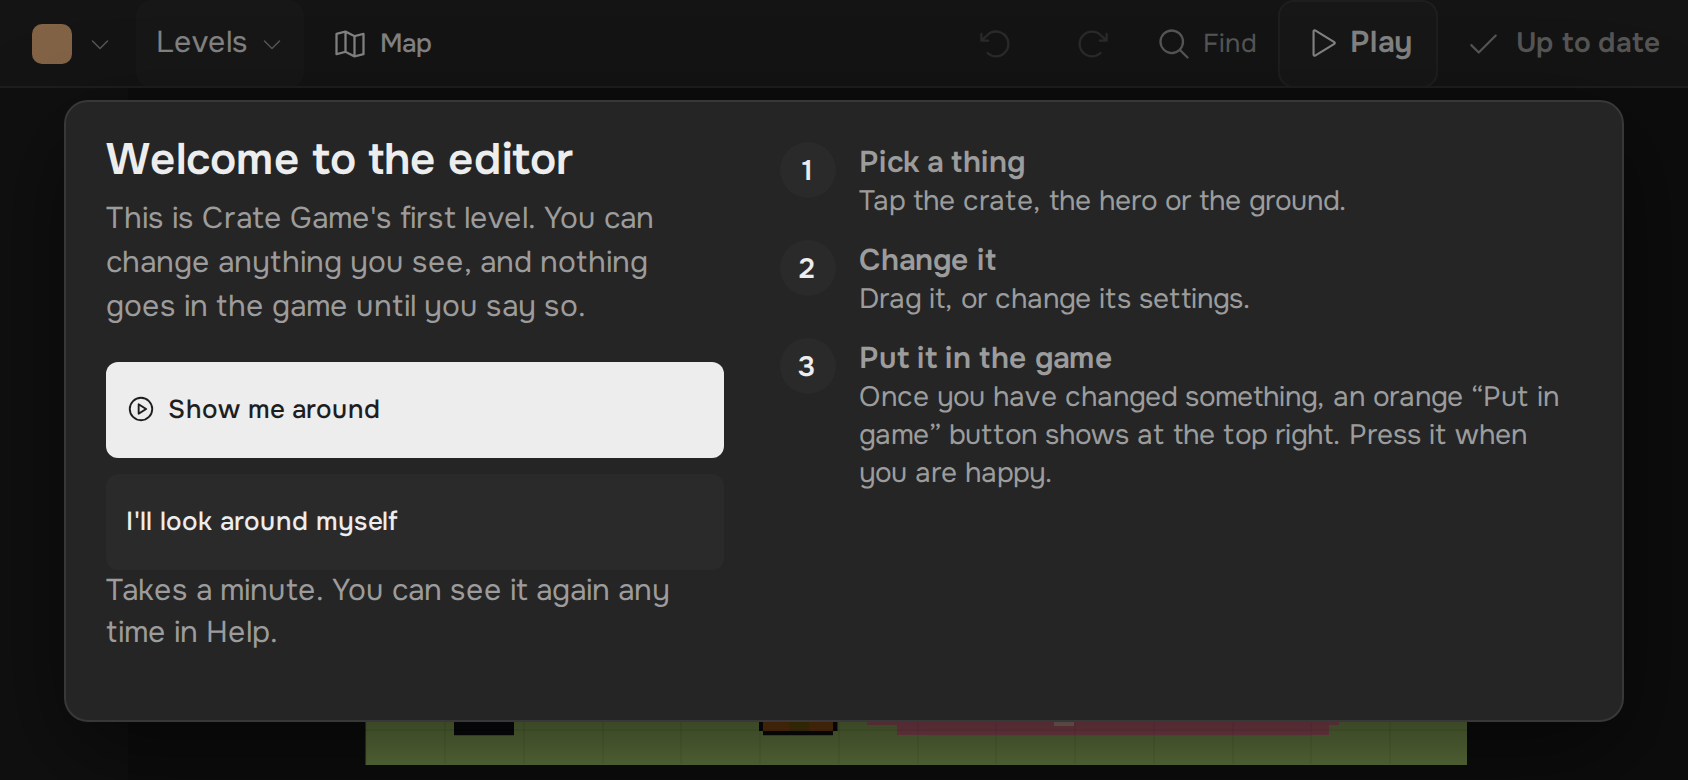 Levels
Map
Find
Play
Up to date
Welcome to the editor
This is Crate Game's first level. You can
change anything you see, and nothing
goes in the game until you say so.
Show me around
I'll look around myself
Takes a minute. You can see it again any
time in Help.
1
Pick a thing
Tap the crate, the hero or the ground.
2
Change it
Drag it, or change its settings.
3
Put it in the game
Once you have changed something, an orange “Put in
game” button shows at the top right. Press it when
you are happy.